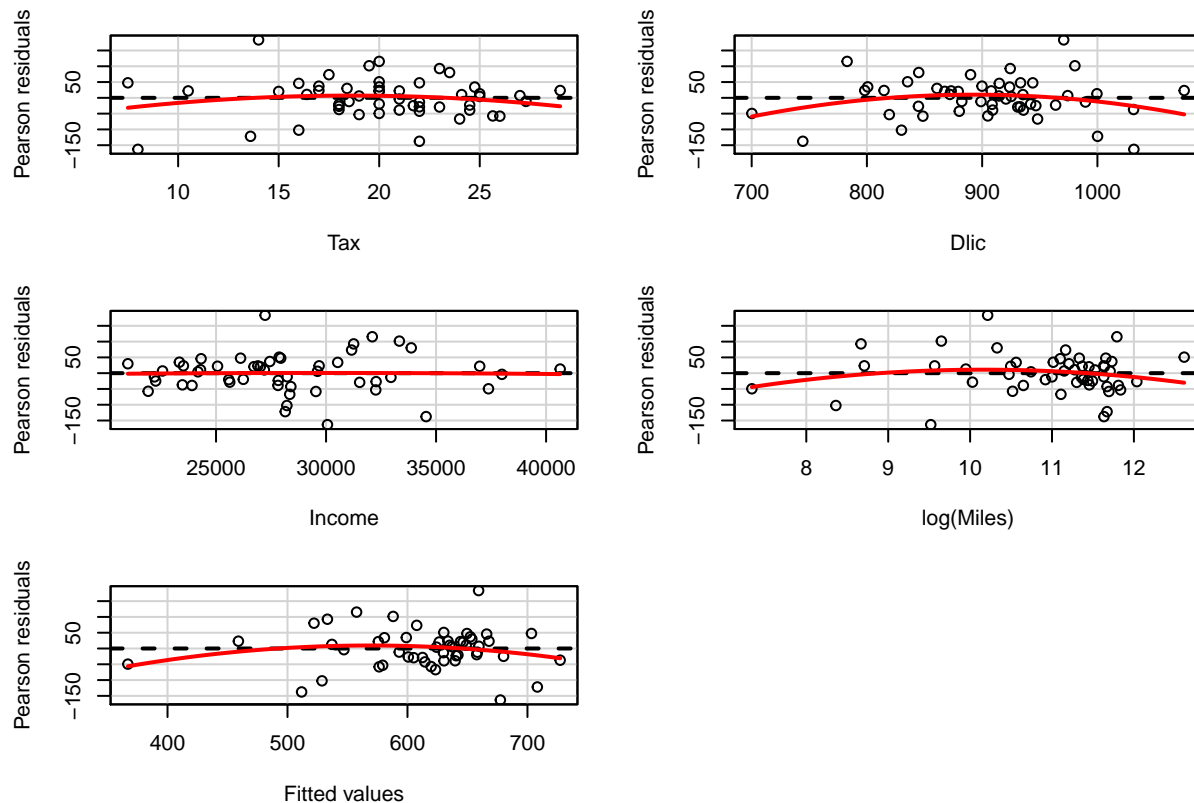 Pearson residuals
50
−150
10 15 20 25
Tax
Pearson residuals
50
−150
700 800 900 1000
Dlic
Pearson residuals
50
−150
25000 30000 35000 40000
Income
Pearson residuals
50
−150
8 9 10 11 12
log(Miles)
Pearson residuals
50
−150
400 500 600 700
Fitted values